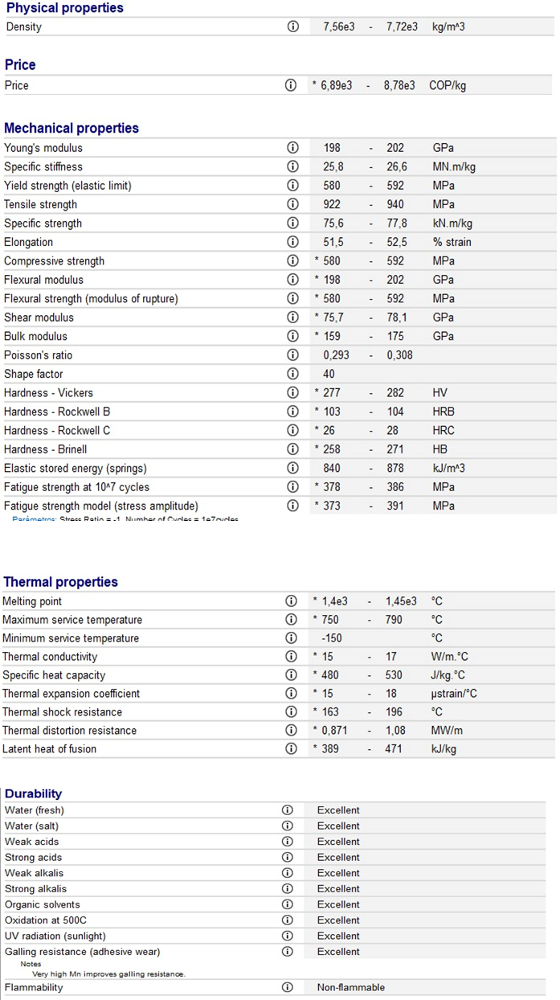 Physical properties
Density 7,56e3 - 7,72e3 kg/m^3
Price
Price * 6,89e3 - 8,78e3 COP/kg
Mechanical properties
Young's modulus 198 - 202 GPa
Specific stiffness 25,8 - 26,6 MN.m/kg
Yield strength (elastic limit) 580 - 592 MPa
Tensile strength 922 - 940 MPa
Specific strength 75,6 - 77,8 kN.m/kg
Elongation 51,5 - 52,5 % strain
Compressive strength * 580 - 592 MPa
Flexural modulus * 198 - 202 GPa
Flexural strength (modulus of rupture) * 580 - 592 MPa
Shear modulus * 75,7 - 78,1 GPa
Bulk modulus * 159 - 175 GPa
Poisson's ratio 0,293 - 0,308
Shape factor 40
Hardness - Vickers * 277 - 282 HV
Hardness - Rockwell B * 103 - 104 HRB
Hardness - Rockwell C * 26 - 28 HRC
Hardness - Brinell * 258 - 271 HB
Elastic stored energy (springs) 840 - 878 kJ/m^3
Fatigue strength at 10^7 cycles * 378 - 386 MPa
Fatigue strength model (stress amplitude) * 373 - 391 MPa
Parámetros: Stress Ratio = -1, Number of Cycles = 1e7cycles
Thermal properties
Melting point * 1,4e3 - 1,45e3 °C
Maximum service temperature * 750 - 790 °C
Minimum service temperature -150 °C
Thermal conductivity * 15 - 17 W/m.°C
Specific heat capacity * 480 - 530 J/kg.°C
Thermal expansion coefficient * 15 - 18 µstrain/°C
Thermal shock resistance * 163 - 196 °C
Thermal distortion resistance * 0,871 - 1,08 MW/m
Latent heat of fusion * 389 - 471 kJ/kg
Durability
Water (fresh) Excellent
Water (salt) Excellent
Weak acids Excellent
Strong acids Excellent
Weak alkalis Excellent
Strong alkalis Excellent
Organic solvents Excellent
Oxidation at 500C Excellent
UV radiation (sunlight) Excellent
Galling resistance (adhesive wear) Excellent
Notes
Very high Mn improves galling resistance.
Flammability Non-flammable